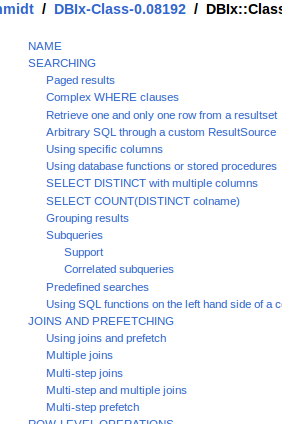 hmidt / DBIx-Class-0.08192 / DBIx::Class
NAME
SEARCHING
Paged results
Complex WHERE clauses
Retrieve one and only one row from a resultset
Arbitrary SQL through a custom ResultSource
Using specific columns
Using database functions or stored procedures
SELECT DISTINCT with multiple columns
SELECT COUNT(DISTINCT colname)
Grouping results
Subqueries
Support
Correlated subqueries
Predefined searches
Using SQL functions on the left hand side of a c
JOINS AND PREFETCHING
Using joins and prefetch
Multiple joins
Multi-step joins
Multi-step and multiple joins
Multi-step prefetch
ROW-LEVEL OPERATIONS